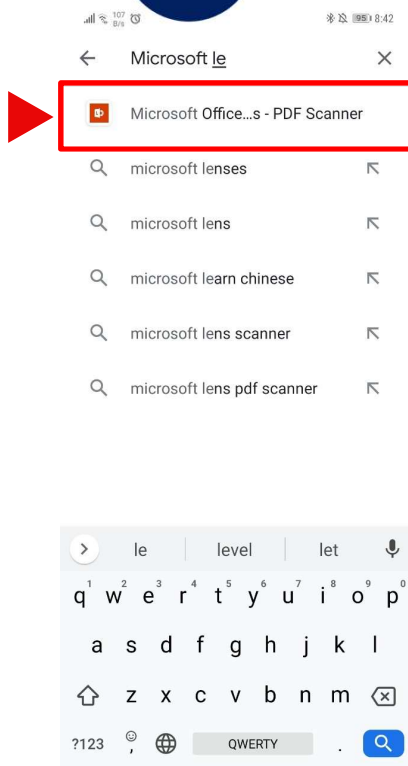 107 B/s 95 8:42
Microsoft le
Microsoft Office...s - PDF Scanner
microsoft lenses
microsoft lens
microsoft learn chinese
microsoft lens scanner
microsoft lens pdf scanner
le level let
1 2 3 4 5 6 7 8 9 0
q w e r t y u i o p
a s d f g h j k l
z x c v b n m
?123 , QWERTY .